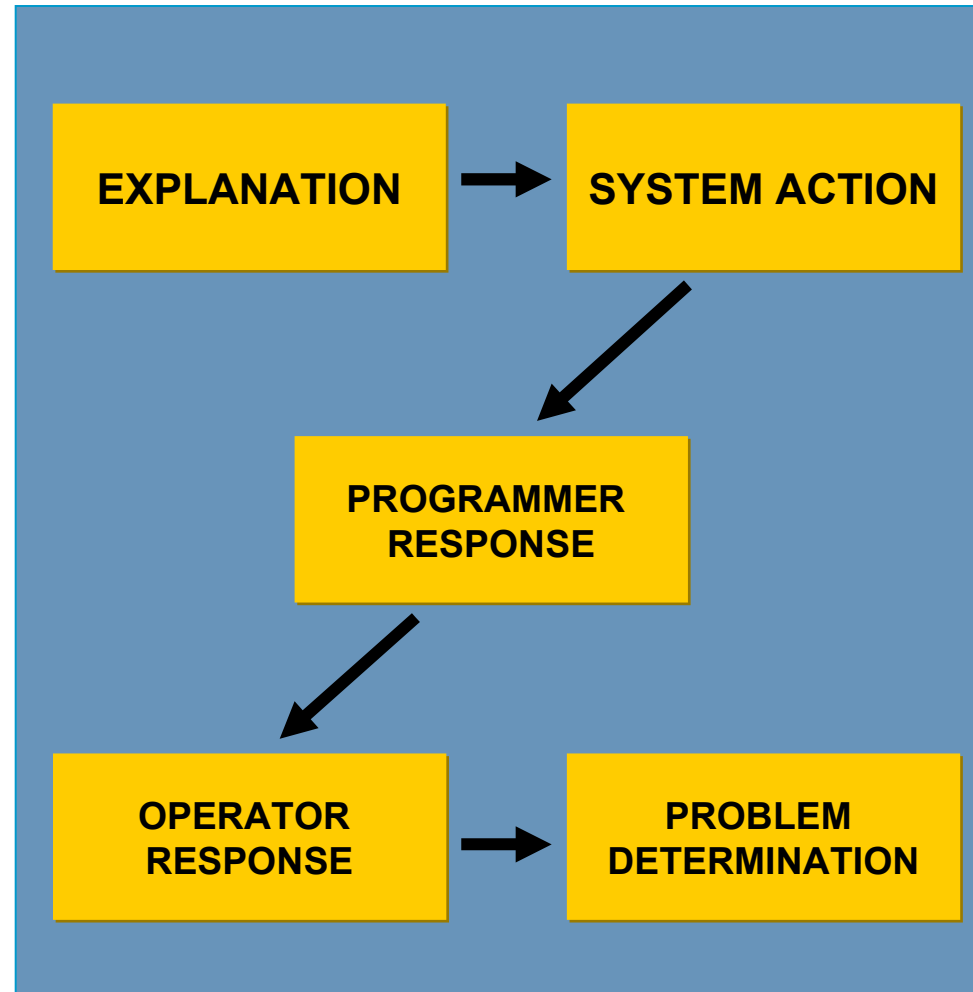 EXPLANATION
SYSTEM ACTION
PROGRAMMER
RESPONSE
OPERATOR
RESPONSE
PROBLEM
DETERMINATION